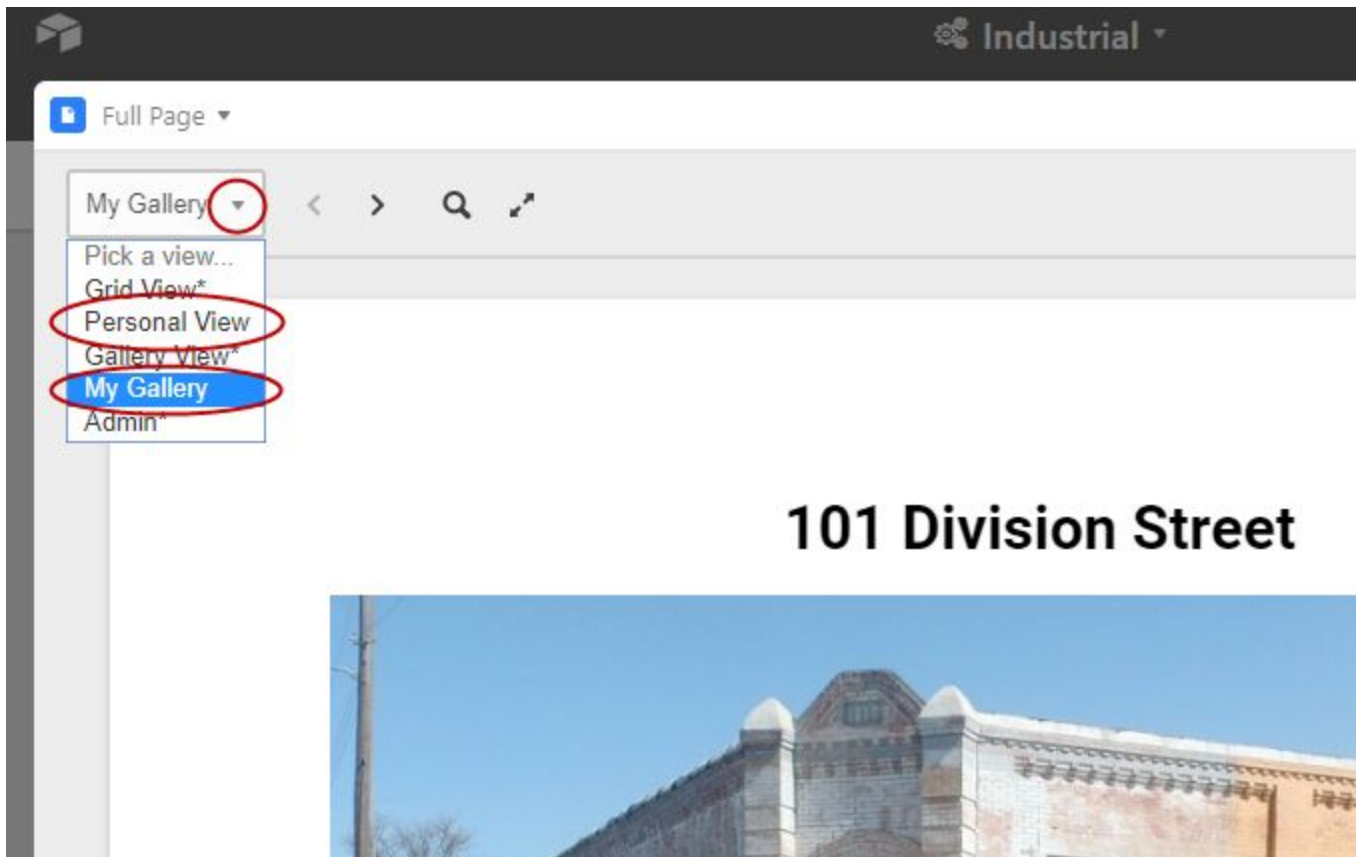 Industrial
Full Page
My Gallery
Pick a view...
Grid View*
Personal View
Gallery View*
My Gallery
Admin*
101 Division Street